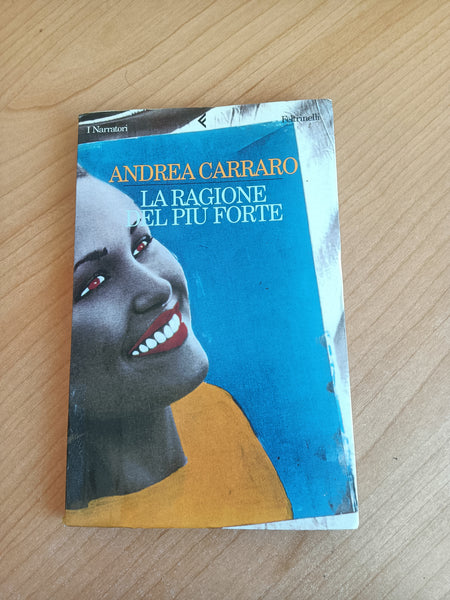 I Narratori
Feltrinelli
ANDREA CARRARO
LA RAGIONE
DEL PIU FORTE